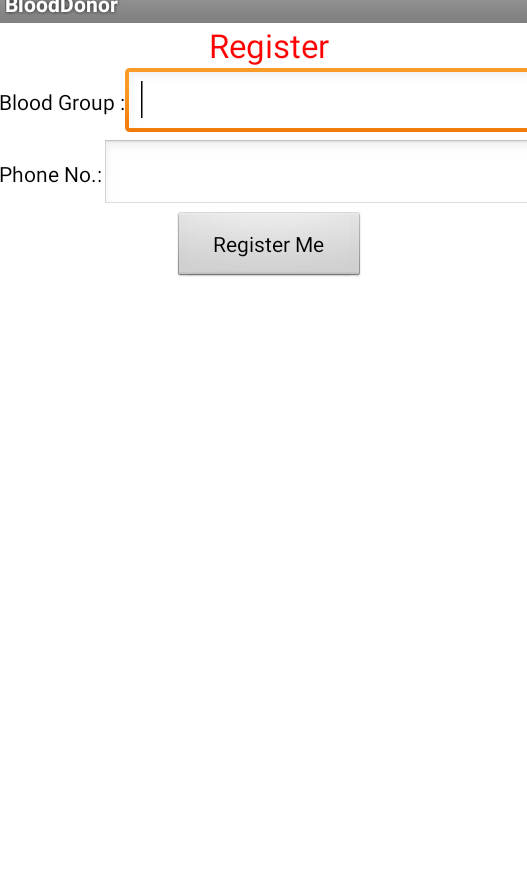 BloodDonor
Register
Blood Group :
Phone No.:
Register Me